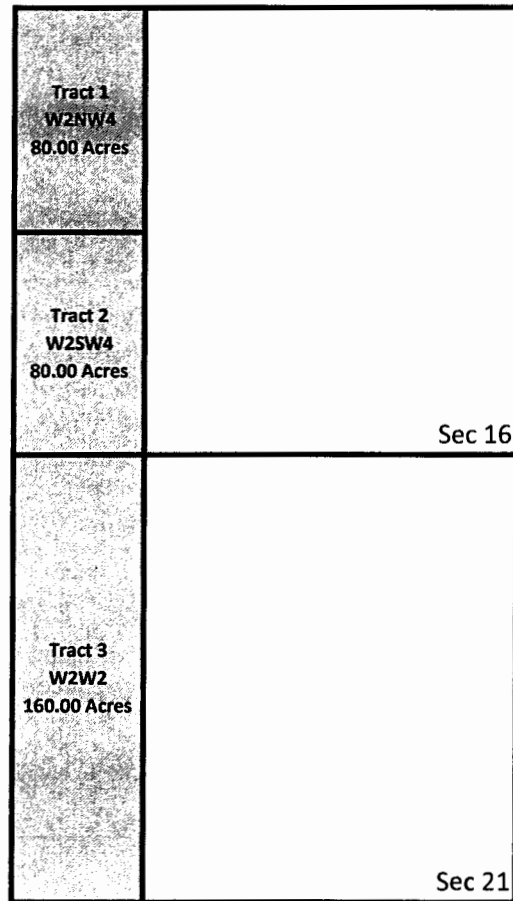 Tract 1
W2NW4
80.00 Acres
Tract 2
W2SW4
80.00 Acres
Sec 16
Tract 3
W2W2
160.00 Acres
Sec 21